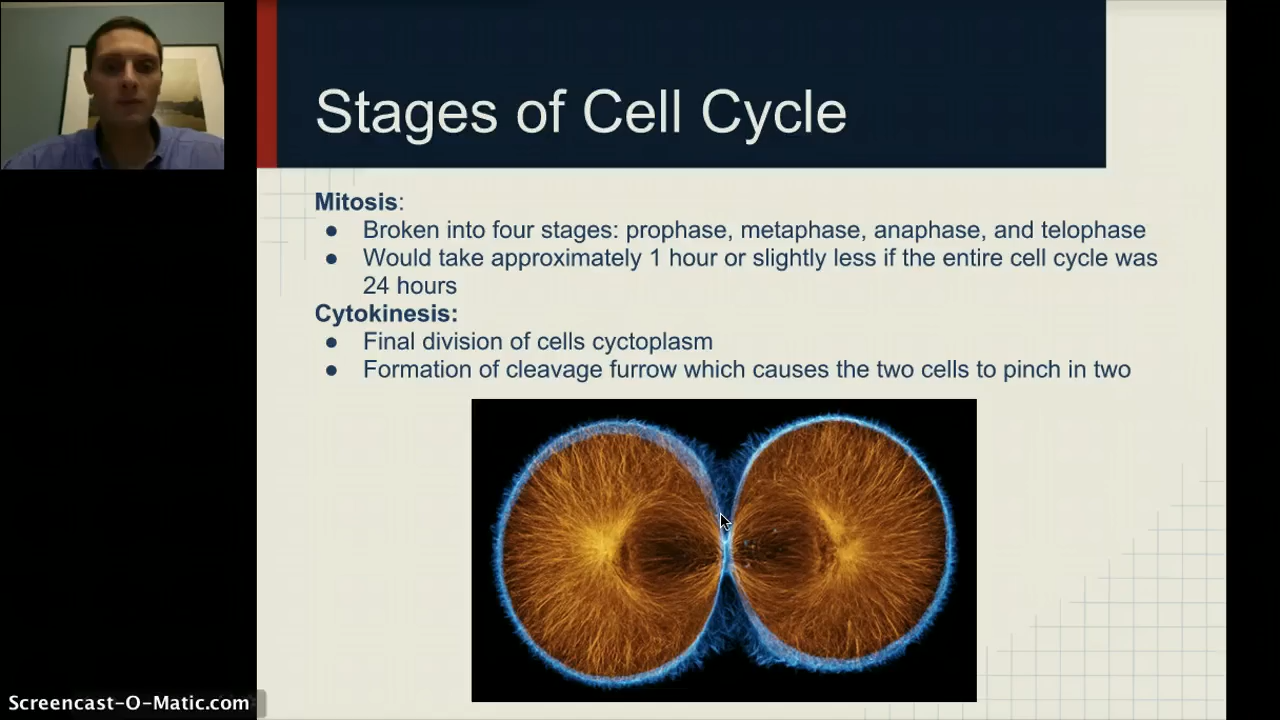 Stages of Cell Cycle
Mitosis:
● Broken into four stages: prophase, metaphase, anaphase, and telophase
● Would take approximately 1 hour or slightly less if the entire cell cycle was
24 hours
Cytokinesis:
● Final division of cells cyctoplasm
● Formation of cleavage furrow which causes the two cells to pinch in two
Screencast-O-Matic.com